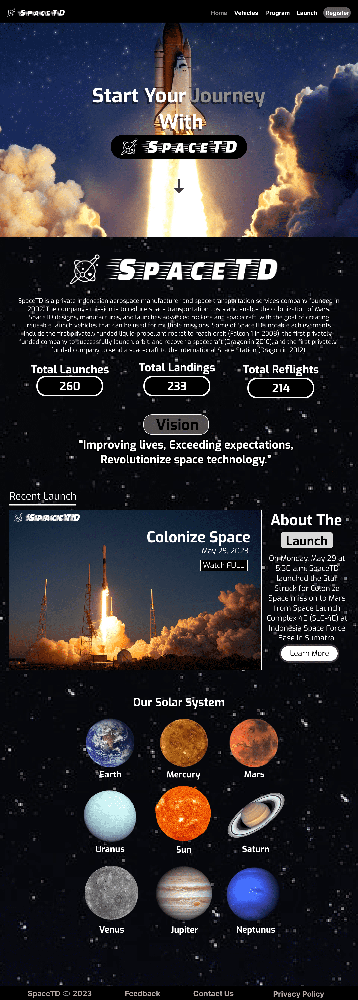 SpaceTD
Home Vehicles Program Launch Register
Start Your Journey
With
SpaceTD
SpaceTD
SpaceTD is a private Indonesian aerospace manufacturer and space transportation services company founded in
2002. The company's mission is to reduce space transportation costs and enable the colonization of Mars.
SpaceTD designs, manufactures, and launches advanced rockets and spacecraft, with the goal of creating
reusable launch vehicles that can be used for multiple missions. Some of SpaceTD's notable achievements
include the first privately funded liquid-propellant rocket to reach orbit (Falcon 1 in 2008), the first privately-
funded company to successfully launch, orbit, and recover a spacecraft (Dragon in 2010), and the first privately-
funded company to send a spacecraft to the International Space Station (Dragon in 2012).
Total Launches Total Landings Total Reflights
260 233 214
Vision
“Improving lives, Exceeding expectations,
Revolutionize space technology.”
Recent Launch
SpaceTD
Colonize Space
May 29, 2023
Watch FULL
About The
Launch
On Monday, May 29 at
5:30 a.m. SpaceTD
launched the Star
Struck for Colonize
Space mission to Mars
from Space Launch
Complex 4E (SLC-4E) at
Indonesia Space Force
Base in Sumatra.
Learn More
Our Solar System
Earth Mercury Mars
Uranus Sun Saturn
Venus Jupiter Neptunus
SpaceTD © 2023 Feedback Contact Us Privacy Policy